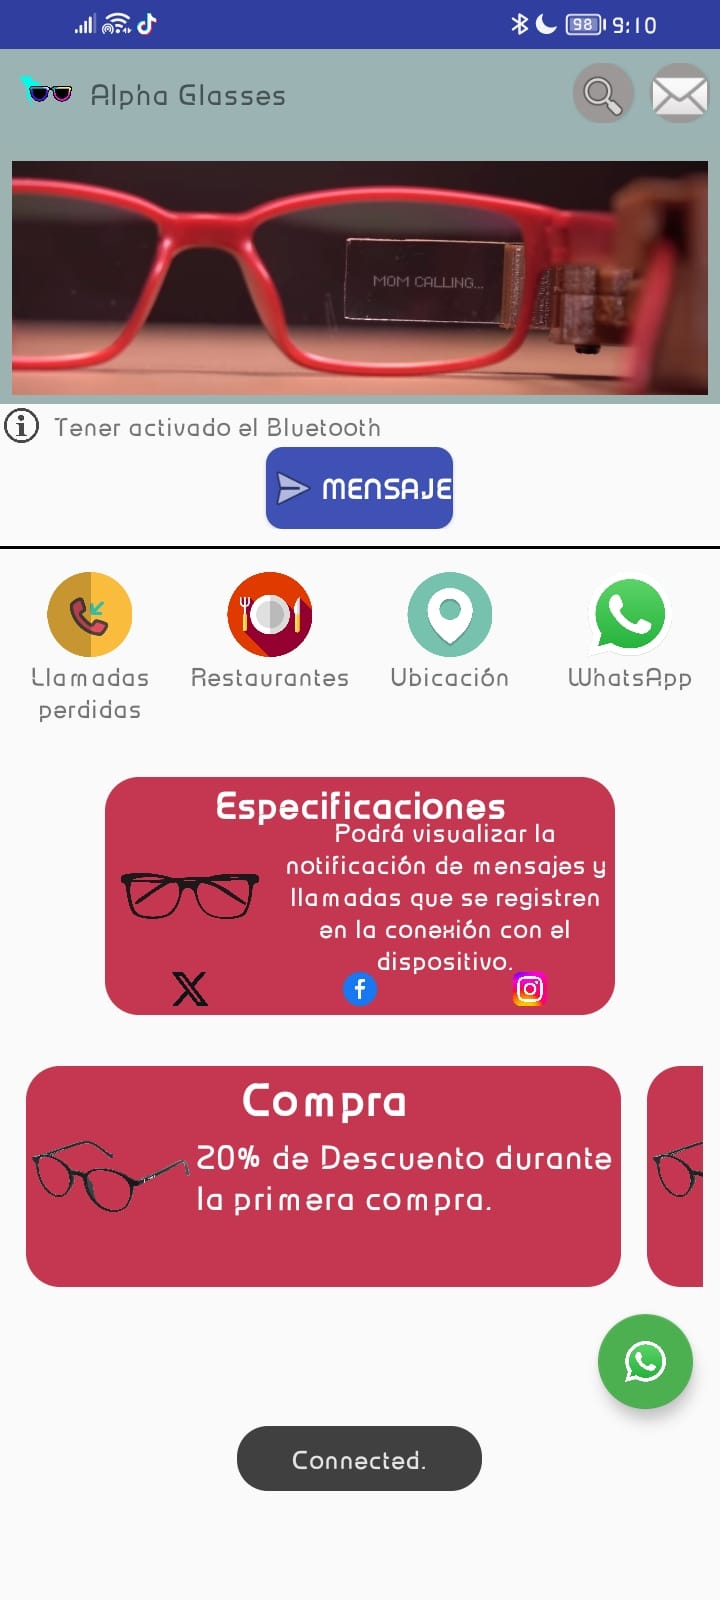 98 9:10
Alpha Glasses
MOM CALLING...
Tener activado el Bluetooth
MENSAJE
Llamadas
perdidas
Restaurantes
Ubicación
WhatsApp
Especificaciones
Podrá visualizar la
notificación de mensajes y
llamadas que se registren
en la conexión con el
dispositivo.
Compra
20% de Descuento durante
la primera compra.
Connected.